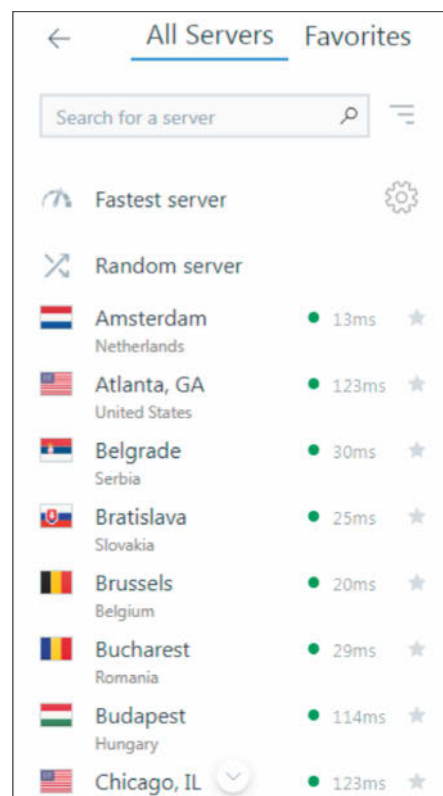 All Servers Favorites
Search for a server
Fastest server
Random server
Amsterdam 13ms
Netherlands
Atlanta, GA 123ms
United States
Belgrade 30ms
Serbia
Bratislava 25ms
Slovakia
Brussels 20ms
Belgium
Bucharest 29ms
Romania
Budapest 114ms
Hungary
Chicago, IL 123ms